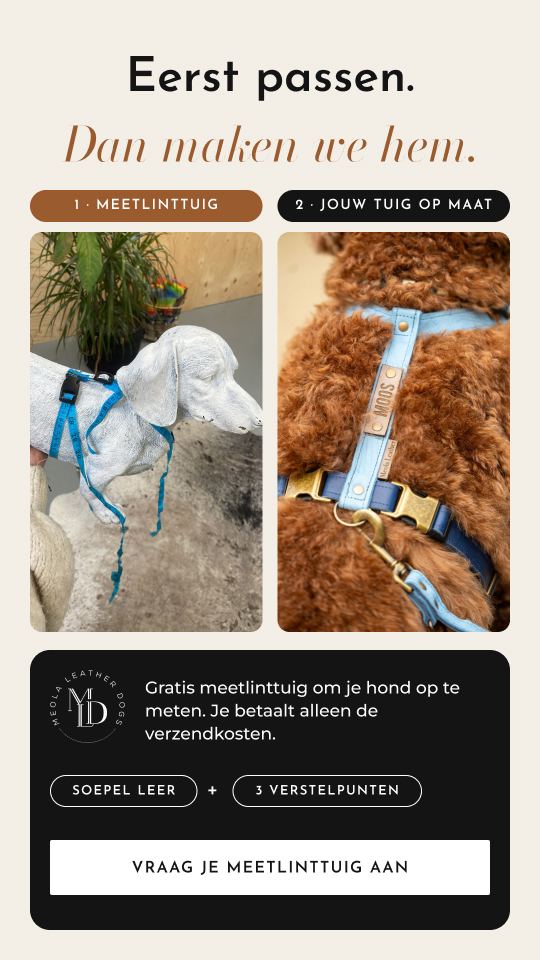 Eerst passen.
Dan maken we hem.
1 · MEETLINTTUIG
2 · JOUW TUIG OP MAAT
MOOS
Meola Leather
MEOLA LEATHER DOGS
MLD
Gratis meetlinttuig om je hond op te
meten. Je betaalt alleen de
verzendkosten.
SOEPEL LEER + 3 VERSTELPUNTEN
VRAAG JE MEETLINTTUIG AAN